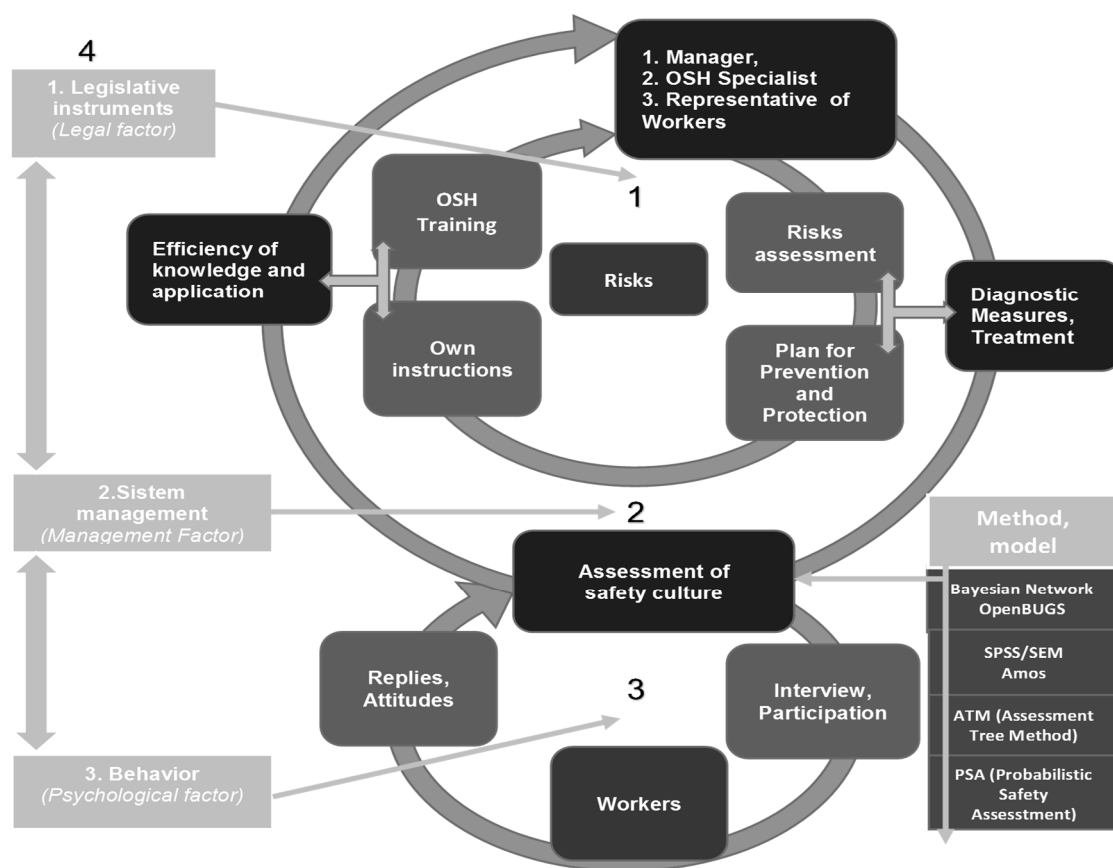 4
1. Legislative
instruments
(Legal factor)
1. Manager,
2. OSH Specialist
3. Representative of
Workers
1
OSH
Training
Risks
assessment
Efficiency of
knowledge and
application
Risks
Diagnostic
Measures,
Treatment
Own
instructions
Plan for
Prevention
and
Protection
2.Sistem
management
(Management Factor)
2
Method,
model
Assessment of
safety culture
Bayesian Network
OpenBUGS
SPSS/SEM
Amos
ATM (Assessment
Tree Method)
PSA (Probabilistic
Safety
Assesstment)
Replies,
Attitudes
3
Interview,
Participation
3. Behavior
(Psychological factor)
Workers